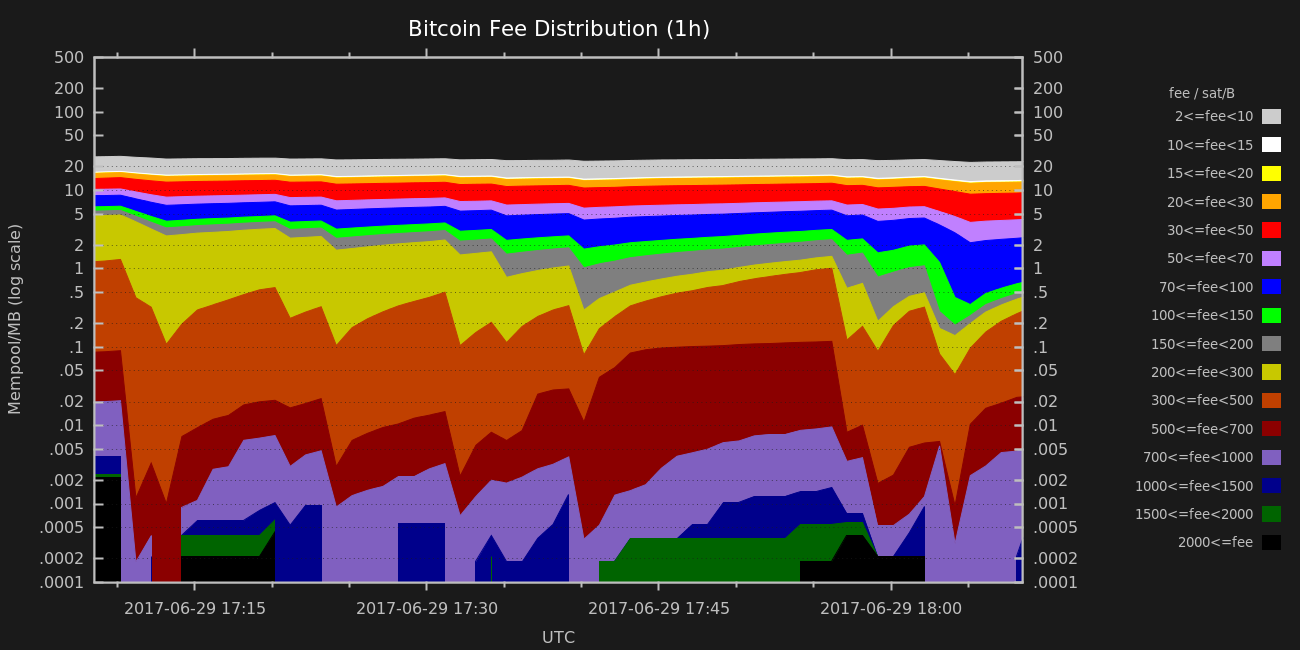 Bitcoin Fee Distribution (1h)
500
200
100
50
20
10
5
2
1
.5
.2
.1
.05
.02
.01
.005
.002
.001
.0005
.0002
.0001
Mempool/MB (log scale)
500
200
100
50
20
10
5
2
1
.5
.2
.1
.05
.02
.01
.005
.002
.001
.0005
.0002
.0001
2017-06-29 17:15
2017-06-29 17:30
2017-06-29 17:45
2017-06-29 18:00
UTC
fee / sat/B
2<=fee<10
10<=fee<15
15<=fee<20
20<=fee<30
30<=fee<50
50<=fee<70
70<=fee<100
100<=fee<150
150<=fee<200
200<=fee<300
300<=fee<500
500<=fee<700
700<=fee<1000
1000<=fee<1500
1500<=fee<2000
2000<=fee